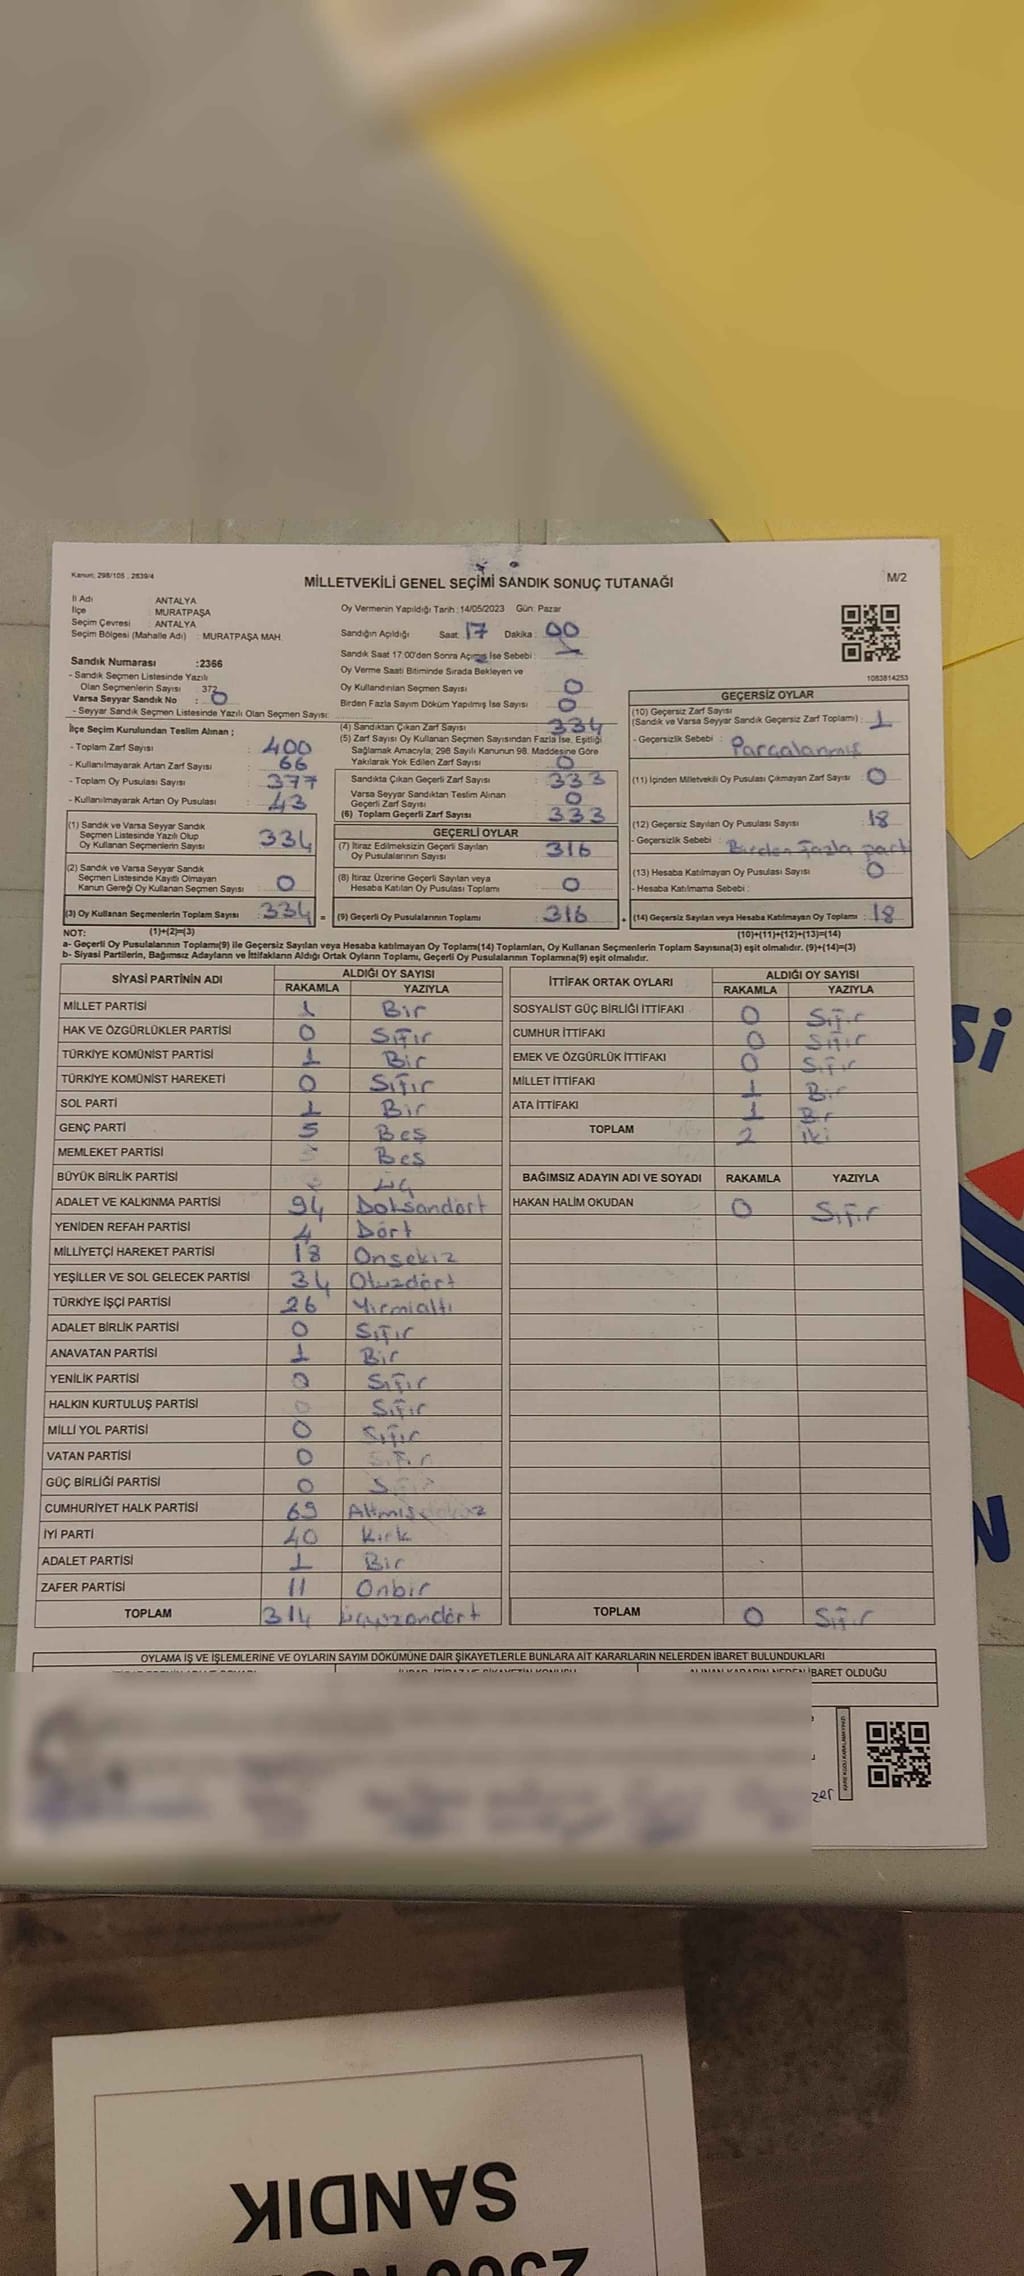 Kanun: 298/105 , 2839/4
MİLLETVEKİLİ GENEL SEÇİMİ SANDIK SONUÇ TUTANAĞI
M/2
İl Adı ANTALYA
İlçe : MURATPAŞA
Seçim Çevresi : ANTALYA
Seçim Bölgesi (Mahalle Adı) : MURATPAŞA MAH.
Sandık Numarası :2366
- Sandık Seçmen Listesinde Yazılı
Olan Seçmenlerin Sayısı : 372
Varsa Seyyar Sandık No : 0
- Seyyar Sandık Seçmen Listesinde Yazılı Olan Seçmen Sayısı:
Oy Vermenin Yapıldığı Tarih : 14/05/2023 Gün: Pazar
Sandığın Açıldığı Saat: 17 Dakika : 00
Sandık Saat 17:00'den Sonra Açılmış İse Sebebi :
Oy Verme Saati Bitiminde Sırada Bekleyen ve
Oy Kullandırılan Seçmen Sayısı 0
Birden Fazla Sayım Döküm Yapılmış İse Sayısı 0
1083814253
İlçe Seçim Kurulundan Teslim Alınan ;
- Toplam Zarf Sayısı : 400
- Kullanılmayarak Artan Zarf Sayısı : 66
- Toplam Oy Pusulası Sayısı : 377
- Kullanılmayarak Artan Oy Pusulası : 43
(1) Sandık ve Varsa Seyyar Sandık
Seçmen Listesinde Yazılı Olup
Oy Kullanan Seçmenlerin Sayısı : 334
(2) Sandık ve Varsa Seyyar Sandık
Seçmen Listesinde Kayıtlı Olmayan
Kanun Gereği Oy Kullanan Seçmen Sayısı : 0
(3) Oy Kullanan Seçmenlerin Toplam Sayısı : 334 =
(4) Sandıktan Çıkan Zarf Sayısı : 334
(5) Zarf Sayısı Oy Kullanan Seçmen Sayısından Fazla İse, Eşitliği
Sağlamak Amacıyla, 298 Sayılı Kanunun 98. Maddesine Göre
Yakılarak Yok Edilen Zarf Sayısı : 0
Sandıkta Çıkan Geçerli Zarf Sayısı : 333
Varsa Seyyar Sandıktan Teslim Alınan
Geçerli Zarf Sayısı : 0
(6) Toplam Geçerli Zarf Sayısı : 333
GEÇERLİ OYLAR
(7) İtiraz Edilmeksizin Geçerli Sayılan
Oy Pusulalarının Sayısı : 316
(8) İtiraz Üzerine Geçerli Sayılan veya
Hesaba Katılan Oy Pusulası Toplamı : 0
(9) Geçerli Oy Pusulalarının Toplamı : 316 +
GEÇERSİZ OYLAR
(10) Geçersiz Zarf Sayısı
(Sandık ve Varsa Seyyar Sandık Geçersiz Zarf Toplamı) : 1
- Geçersizlik Sebebi : Parçalanmış
(11) İçinden Milletvekili Oy Pusulası Çıkmayan Zarf Sayısı : 0
(12) Geçersiz Sayılan Oy Pusulası Sayısı : 18
- Geçersizlik Sebebi : Birden fazla parti
(13) Hesaba Katılmayan Oy Pusulası Sayısı : 0
- Hesaba Katılmama Sebebi :
(14) Geçersiz Sayılan veya Hesaba Katılmayan Oy Toplamı : 18
NOT: (1)+(2)=(3) (10)+(11)+(12)+(13)=(14)
a- Geçerli Oy Pusulalarının Toplamı(9) ile Geçersiz Sayılan veya Hesaba katılmayan Oy Toplamı(14) Toplamları, Oy Kullanan Seçmenlerin Toplam Sayısına(3) eşit olmalıdır. (9)+(14)=(3)
b- Siyasi Partilerin, Bağımsız Adayların ve İttifakların Aldığı Ortak Oyların Toplamı, Geçerli Oy Pusulalarının Toplamına(9) eşit olmalıdır.
SİYASİ PARTİNİN ADI ALDIĞI OY SAYISI
RAKAMLA YAZIYLA
MİLLET PARTİSİ 1 Bir
HAK VE ÖZGÜRLÜKLER PARTİSİ 0 Sıfır
TÜRKİYE KOMÜNİST PARTİSİ 1 Bir
TÜRKİYE KOMÜNİST HAREKETİ 0 Sıfır
SOL PARTİ 1 Bir
GENÇ PARTİ 5 Beş
MEMLEKET PARTİSİ 5 Beş
BÜYÜK BİRLİK PARTİSİ Üç
ADALET VE KALKINMA PARTİSİ 94 Doksandört
YENİDEN REFAH PARTİSİ 4 Dört
MİLLİYETÇİ HAREKET PARTİSİ 18 Onsekiz
YEŞİLLER VE SOL GELECEK PARTİSİ 34 Otuzdört
TÜRKİYE İŞÇİ PARTİSİ 26 Yirmialtı
ADALET BİRLİK PARTİSİ 0 Sıfır
ANAVATAN PARTİSİ 1 Bir
YENİLİK PARTİSİ 0 Sıfır
HALKIN KURTULUŞ PARTİSİ 0 Sıfır
MİLLİ YOL PARTİSİ 0 Sıfır
VATAN PARTİSİ 0 Sıfır
GÜÇ BİRLİĞİ PARTİSİ 0 Sıfır
CUMHURİYET HALK PARTİSİ 69 Altmışdokuz
İYİ PARTİ 40 Kırk
ADALET PARTİSİ 1 Bir
ZAFER PARTİSİ 11 Onbir
TOPLAM 314 üçyüzondört
İTTİFAK ORTAK OYLARI ALDIĞI OY SAYISI
RAKAMLA YAZIYLA
SOSYALİST GÜÇ BİRLİĞİ İTTİFAKI 0 Sıfır
CUMHUR İTTİFAKI 0 Sıfır
EMEK VE ÖZGÜRLÜK İTTİFAKI 0 Sıfır
MİLLET İTTİFAKI 1 Bir
ATA İTTİFAKI 1 Bir
TOPLAM 2 iki
BAĞIMSIZ ADAYIN ADI VE SOYADI RAKAMLA YAZIYLA
HAKAN HALİM OKUDAN 0 Sıfır
TOPLAM 0 Sıfır
OYLAMA İŞ VE İŞLEMLERİNE VE OYLARIN SAYIM DÖKÜMÜNE DAİR ŞİKAYETLERLE BUNLARA AİT KARARLARIN NELERDEN İBARET BULUNDUKLARI
İBARET OLDUĞU
zer
SANDIK